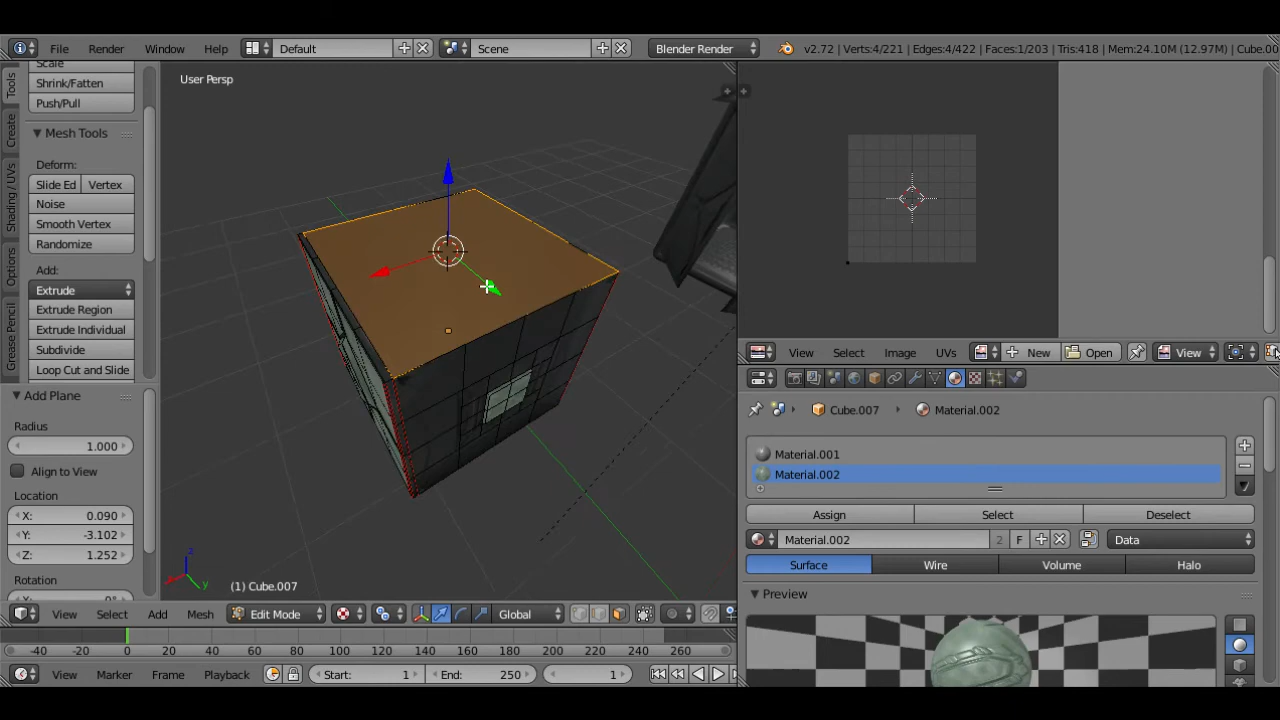 File Render Window Help Default Scene Blender Render v2.72 | Verts:4/221 | Edges:4/422 | Faces:1/203 | Tris:418 | Mem:24.10M (12.97M) | Cube.00
Tools
Create
Shading / UVs
Options
Grease Pencil
Scale
Shrink/Fatten
Push/Pull
Mesh Tools
Deform:
Slide Ed Vertex
Noise
Smooth Vertex
Randomize
Add:
Extrude
Extrude Region
Extrude Individual
Subdivide
Loop Cut and Slide
Add Plane
Radius
1.000
Align to View
Location
X: 0.090
Y: -3.102
Z: 1.252
Rotation
User Persp
(1) Cube.007
View Select Add Mesh Edit Mode Global
-40 -20 0 20 40 60 80 100 120 140 160 180 200 220 240 260
View Marker Frame Playback Start: 1 End: 250 1
View Select Image UVs New Open View
Cube.007 Material.002
Material.001
Material.002
Assign Select Deselect
Material.002 2 F Data
Surface Wire Volume Halo
Preview